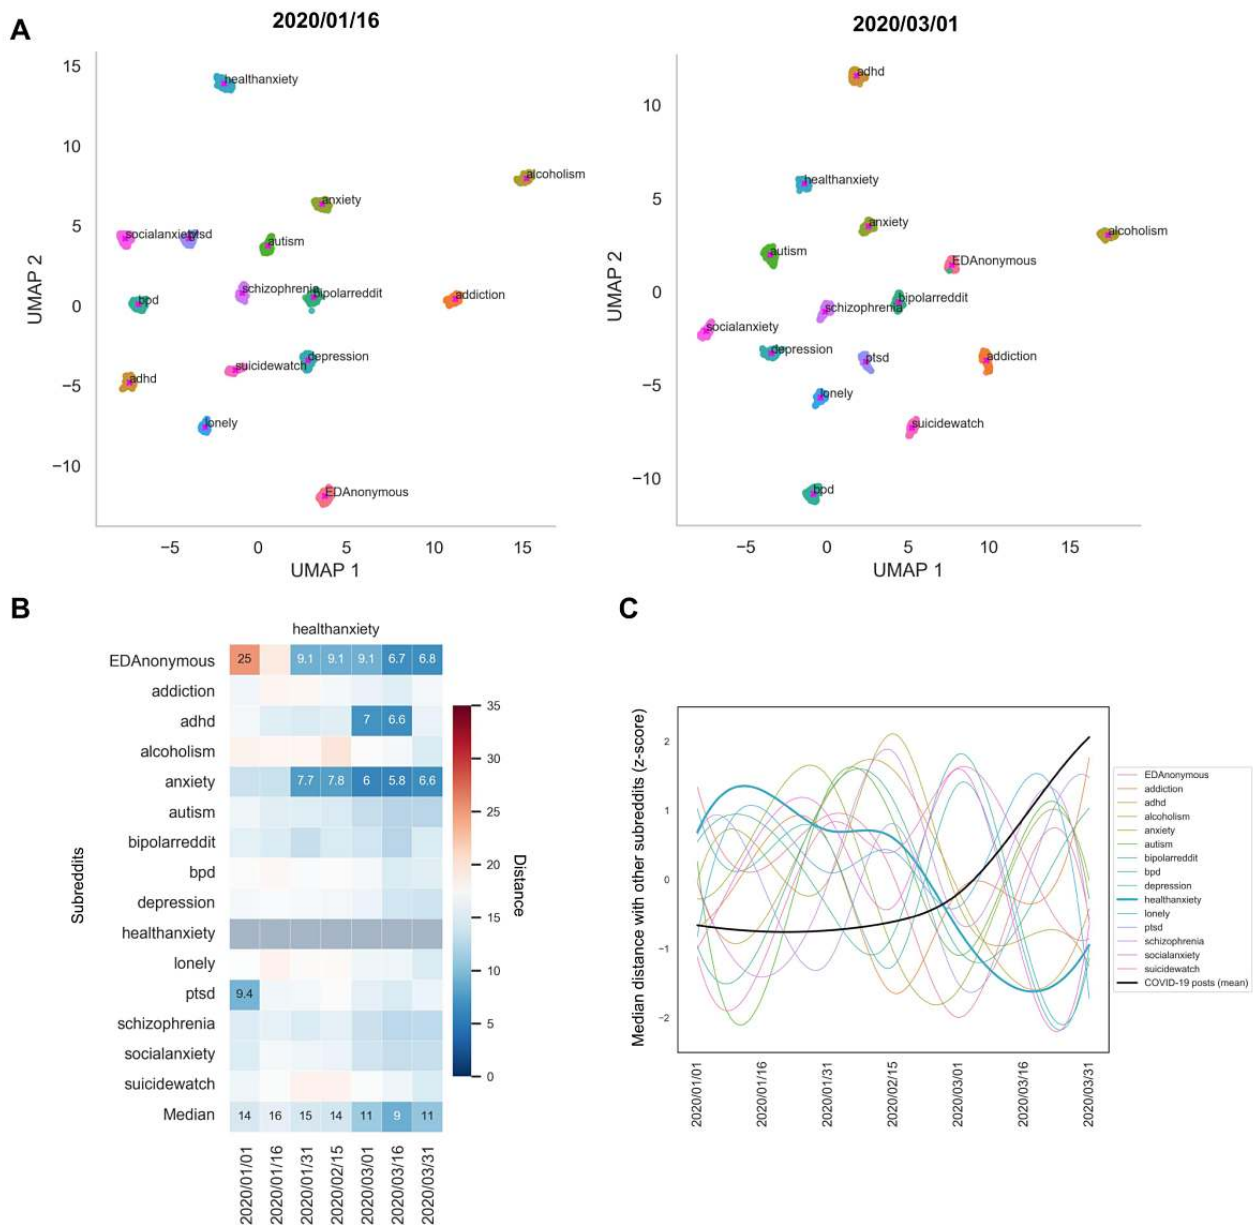 A
2020/01/16
2020/03/01
15
10
5
0
−5
−10
UMAP 2
healthanxiety
alcoholism
anxiety
socialanxiety
tsd
autism
schizophrenia
bipolarreddit
addiction
bpd
depression
suicidewatch
adhd
lonely
EDAnonymous
−5
0
5
10
15
UMAP 1
10
5
0
−5
−10
UMAP 2
adhd
healthanxiety
anxiety
alcoholism
autism
EDAnonymous
bipolarreddit
schizophrenia
socialanxiety
depression
ptsd
addiction
lonely
suicidewatch
bpd
−5
0
5
10
15
UMAP 1
B
healthanxiety
Subreddits
EDAnonymous 25 9.1 9.1 9.1 6.7 6.8
addiction
adhd 7 6.6
alcoholism
anxiety 7.7 7.8 6 5.8 6.6
autism
bipolarreddit
bpd
depression
healthanxiety
lonely
ptsd 9.4
schizophrenia
socialanxiety
suicidewatch
Median 14 16 15 14 11 9 11
2020/01/01
2020/01/16
2020/01/31
2020/02/15
2020/03/01
2020/03/16
2020/03/31
35
30
25
20
15
10
5
0
Distance
C
Median distance with other subreddits (z-score)
2
1
0
−1
−2
2020/01/01
2020/01/16
2020/01/31
2020/02/15
2020/03/01
2020/03/16
2020/03/31
EDAnonymous
addiction
adhd
alcoholism
anxiety
autism
bipolarreddit
bpd
depression
healthanxiety
lonely
ptsd
schizophrenia
socialanxiety
suicidewatch
COVID-19 posts (mean)